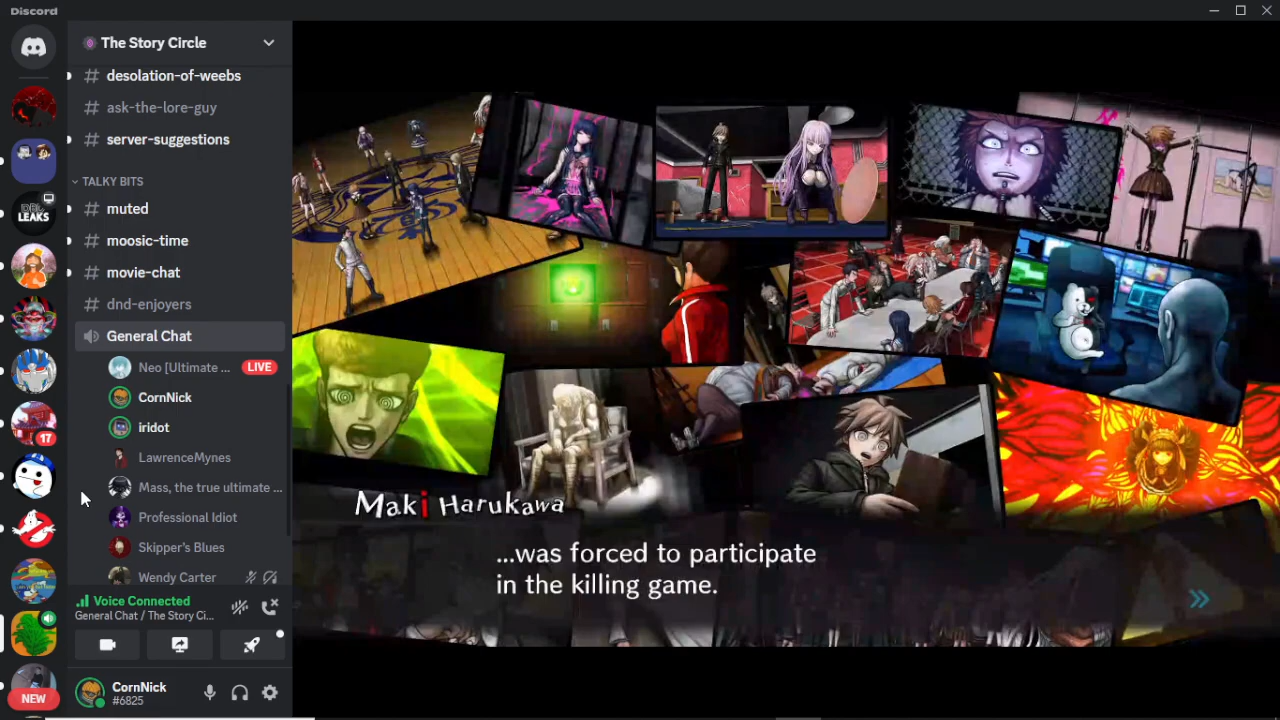 Discord
The Story Circle
# desolation-of-weebs
# ask-the-lore-guy
# server-suggestions
TALKY BITS
# muted
# moosic-time
# movie-chat
# dnd-enjoyers
General Chat
Neo [Ultimate ... LIVE
CornNick
iridot
LawrenceMynes
Mass, the true ultimate ...
Professional Idiot
Skipper's Blues
Wendy Carter
Voice Connected
General Chat / The Story Ci...
CornNick
#6825
LEAKS
17
NEW
Maki Harukawa
...was forced to participate
in the killing game.